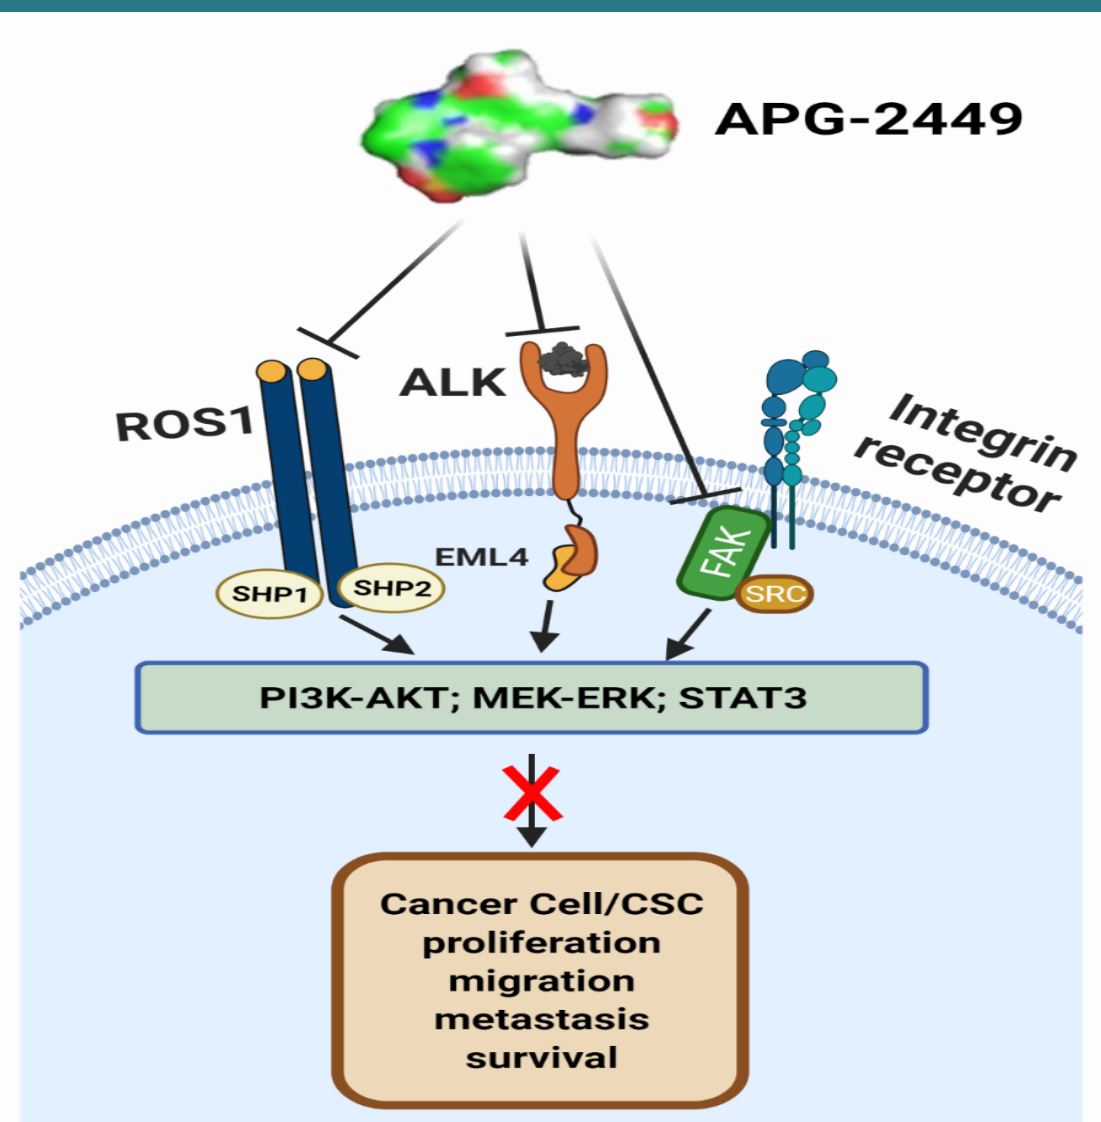 APG-2449
ROS1
ALK
Integrin
receptor
EML4
FAK
SHP1
SHP2
SRC
PI3K-AKT; MEK-ERK; STAT3
Cancer Cell/CSC
proliferation
migration
metastasis
survival